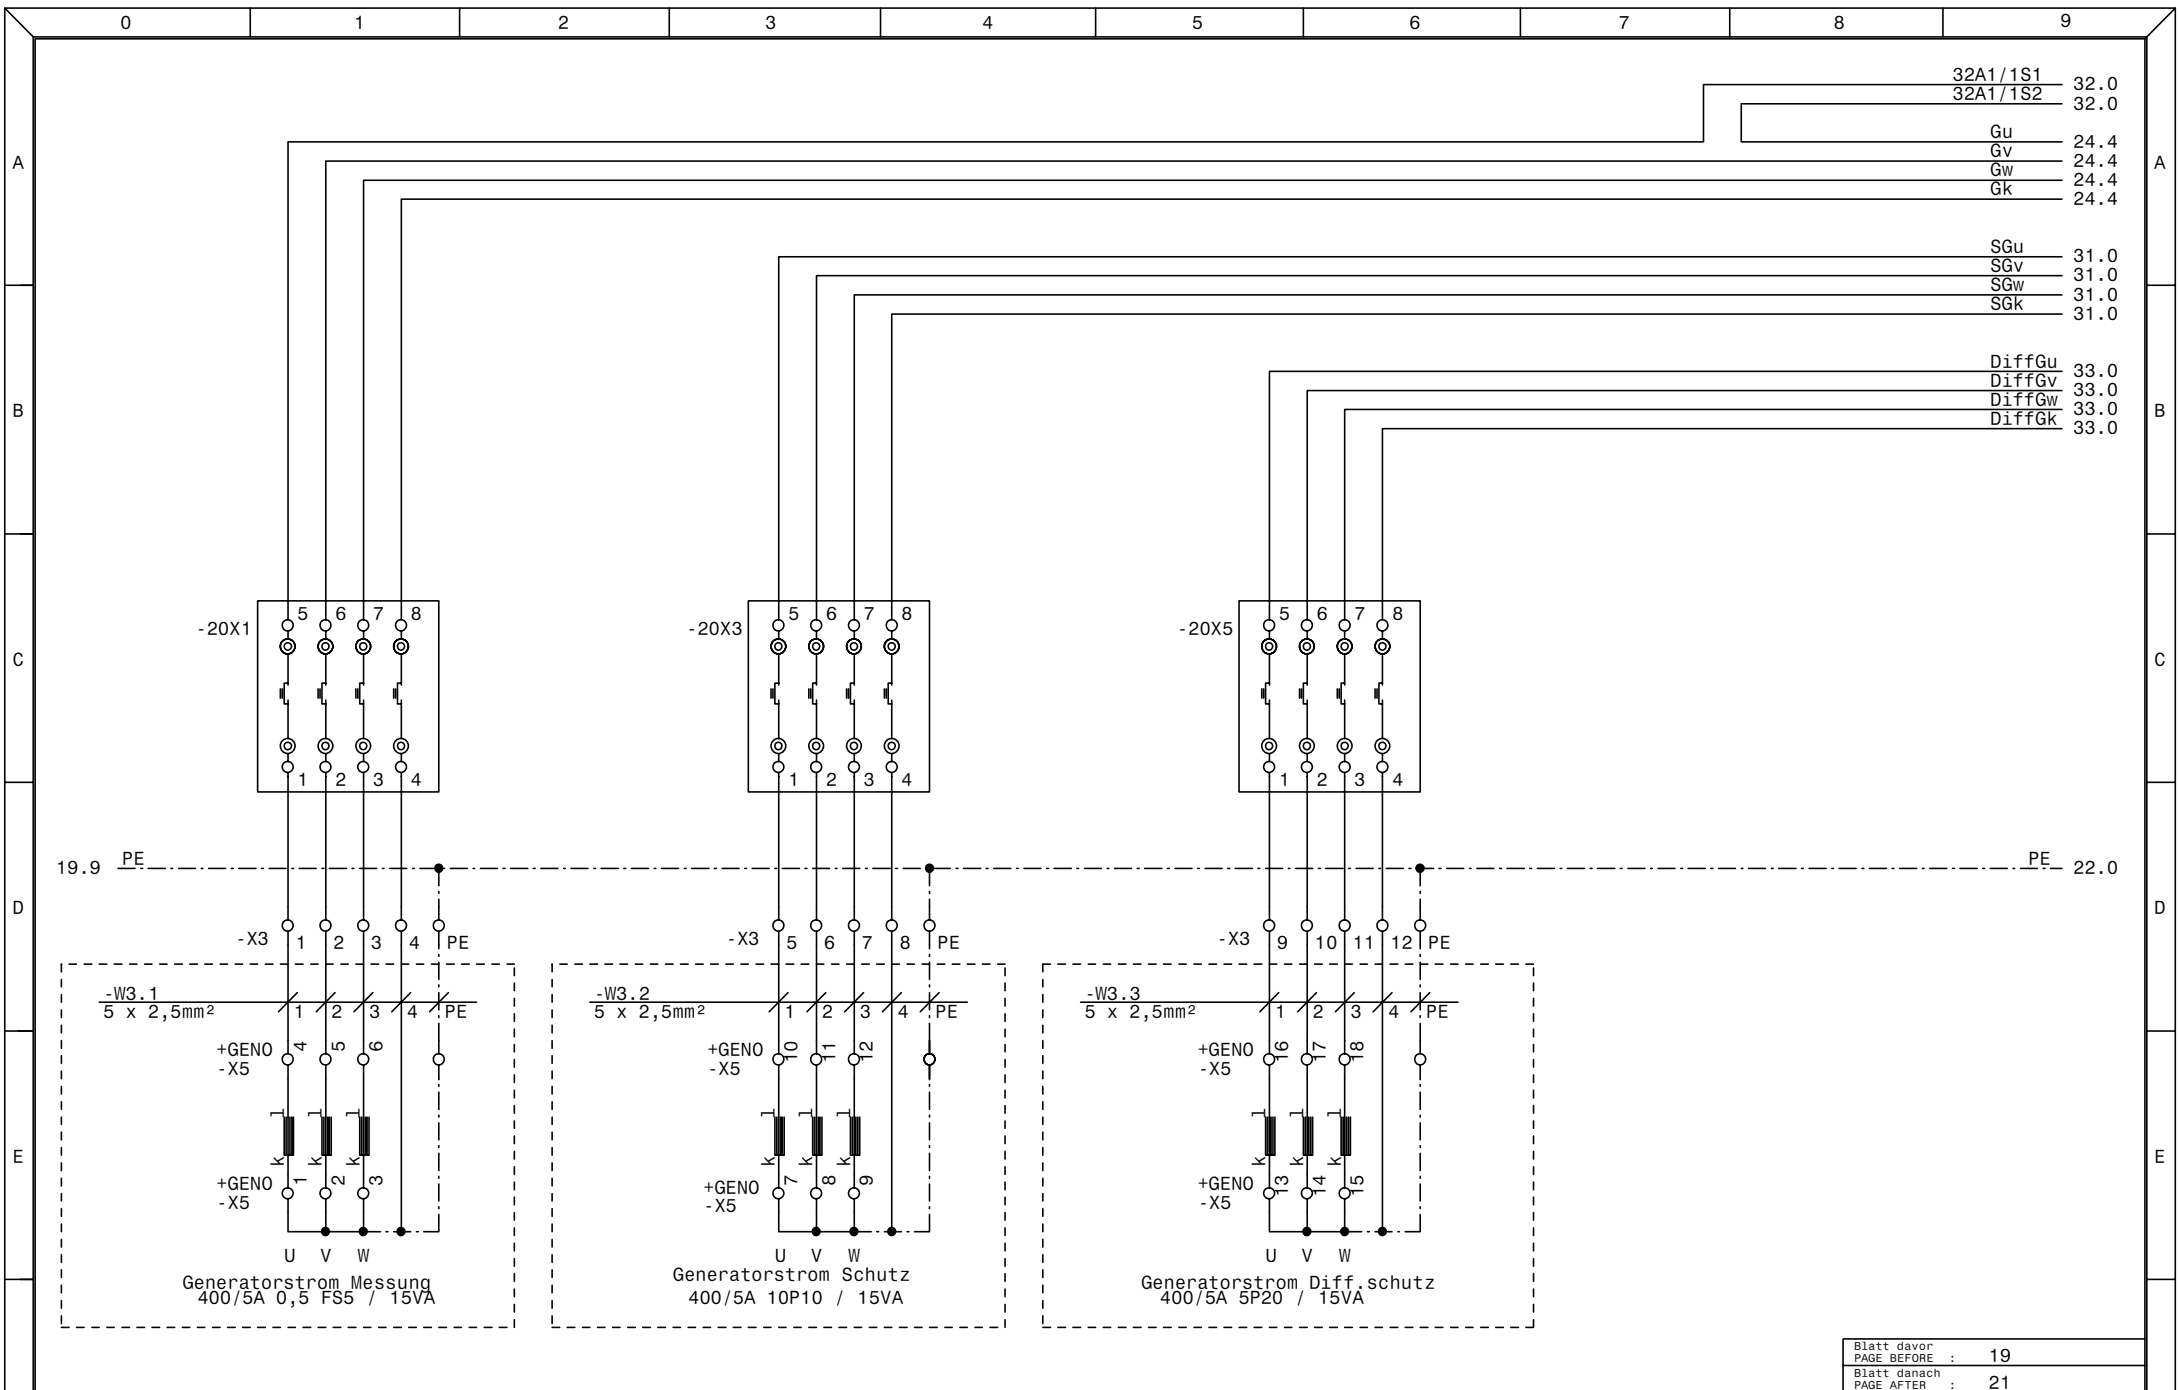 0 1 2 3 4 5 6 7 8 9
32A1/1S1 32.0
32A1/1S2 32.0
Gu 24.4
A Gv 24.4 A
Gw 24.4
Gk 24.4
SGu 31.0
SGv 31.0
SGw 31.0
SGk 31.0
DiffGu 33.0
DiffGv 33.0
B DiffGw 33.0 B
DiffGk 33.0
5 6 7 8 5 6 7 8 5 6 7 8
-20X1 -20X3 -20X5
C C
1 2 3 4 1 2 3 4 1 2 3 4
19.9 PE PE 22.0
D D
-X3 1 2 3 4 PE -X3 5 6 7 8 PE -X3 9 10 11 12 PE
-W3.1 -W3.2 -W3.3
5 x 2,5mm² 1 2 3 4 PE 5 x 2,5mm² 1 2 3 4 PE 5 x 2,5mm² 1 2 3 4 PE
+GENO 4 5 6 +GENO 10 11 12 +GENO 16 17 18
-X5 -X5 -X5
l l l l l l l l l
E E
k k k k k k k k k
+GENO 1 2 3 +GENO 7 8 9 +GENO 13 14 15
-X5 -X5 -X5
U V W U V W U V W
Generatorstrom Messung Generatorstrom Schutz Generatorstrom Diff.schutz
400/5A 0,5 FS5 / 15VA 400/5A 10P10 / 15VA 400/5A 5P20 / 15VA
Blatt davor
PAGE BEFORE : 19
Blatt danach
PAGE AFTER : 21